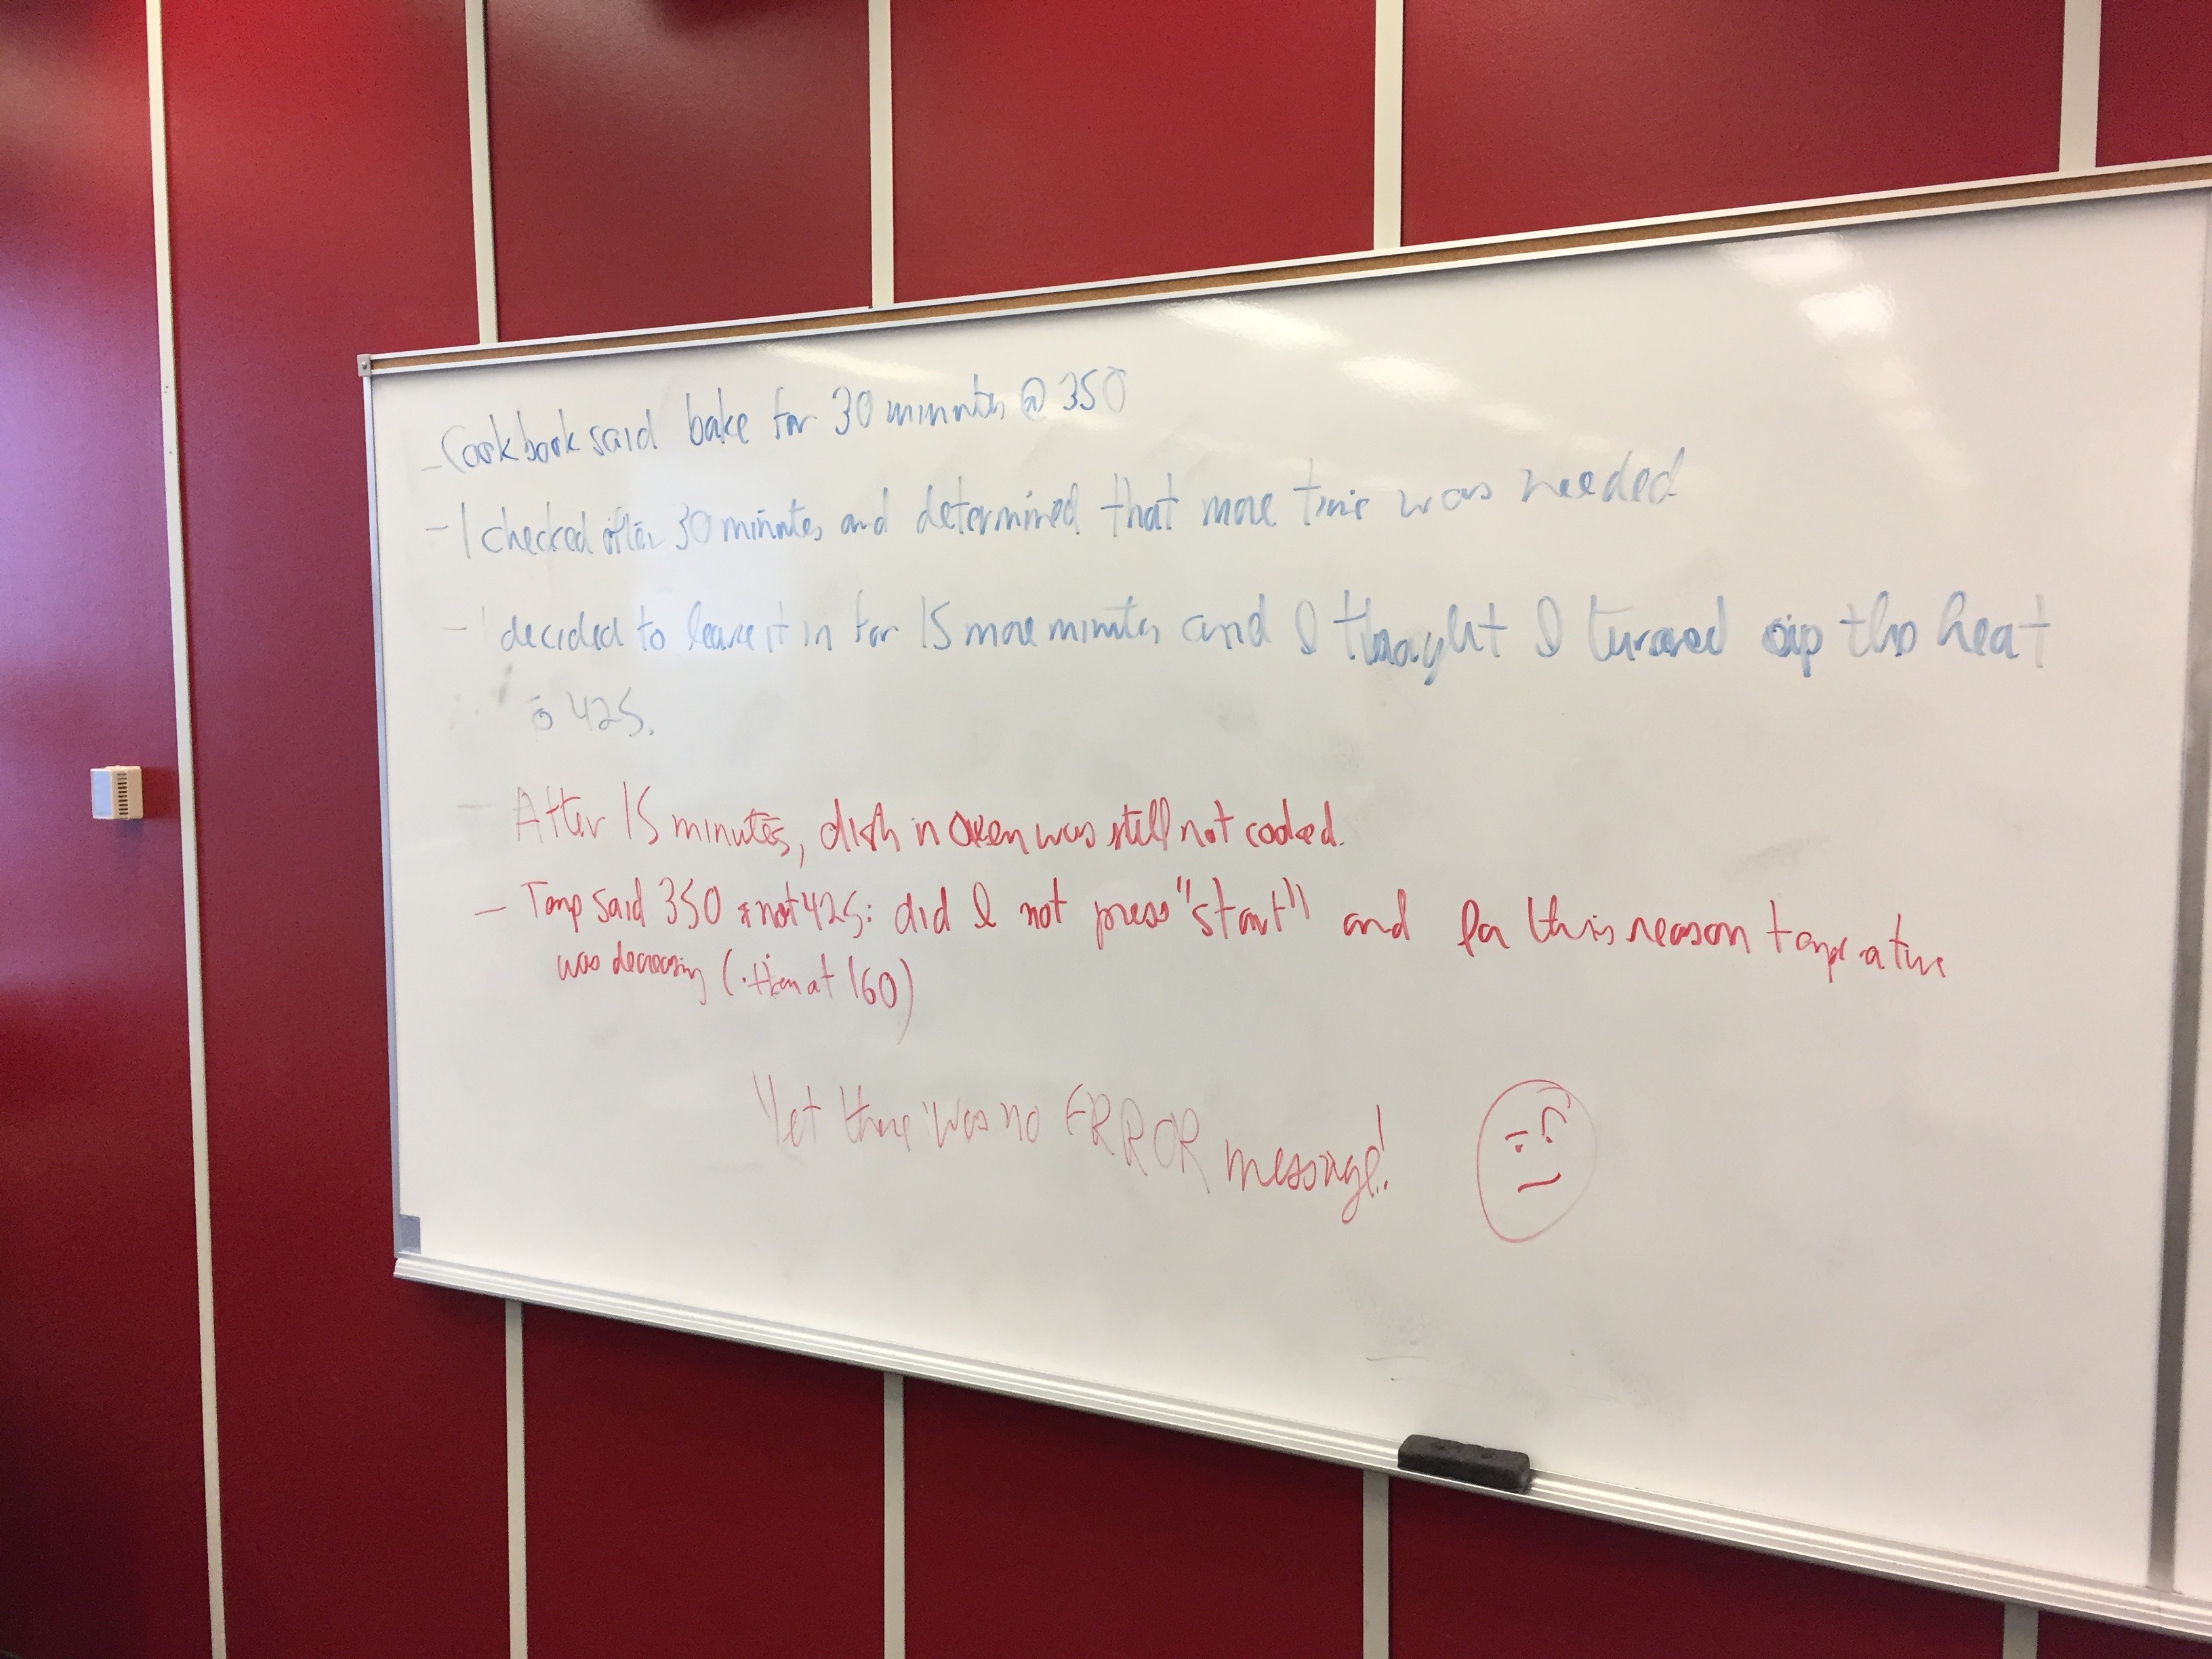 - Cookbook said bake for 30 minutes @ 350
- I checked after 30 minutes and determined that more time was needed
- I decided to leave it in for 15 more minutes and I thought I turned up the heat
to 425.
- After 15 minutes, dish in oven was still not cooked.
- Temp said 350 & not 425: did I not press "start" and for this reason temperature
was decreasing (then at 160)
Yet there was no ERROR message!